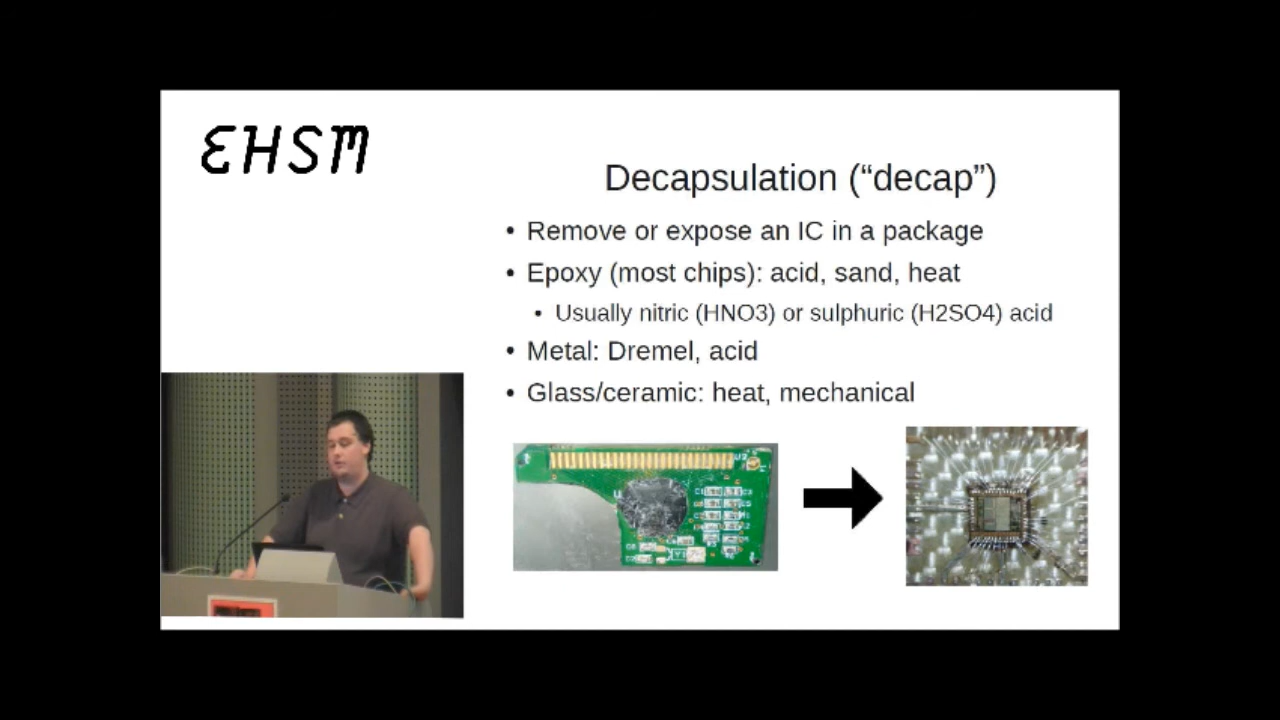 EHSM
Decapsulation (“decap”)
• Remove or expose an IC in a package
• Epoxy (most chips): acid, sand, heat
• Usually nitric (HNO3) or sulphuric (H2SO4) acid
• Metal: Dremel, acid
• Glass/ceramic: heat, mechanical